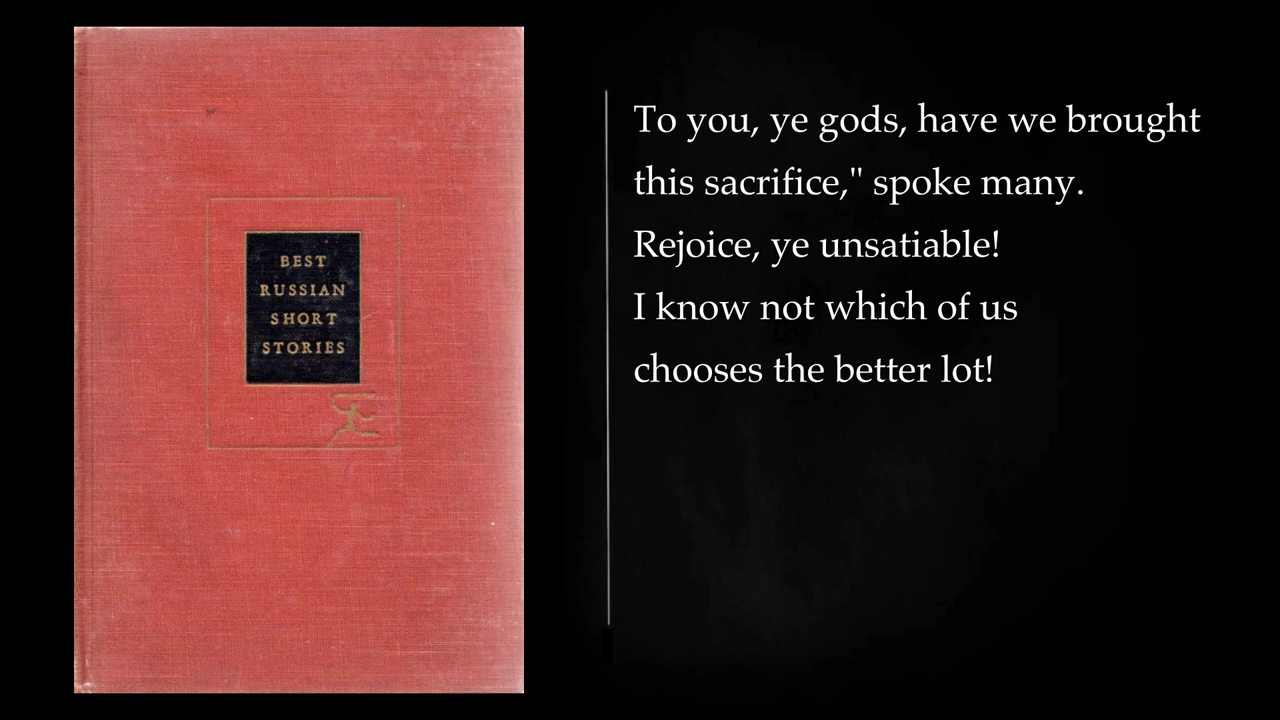 BEST
RUSSIAN
SHORT
STORIES
To you, ye gods, have we brought
this sacrifice," spoke many.
Rejoice, ye unsatiable!
I know not which of us
chooses the better lot!